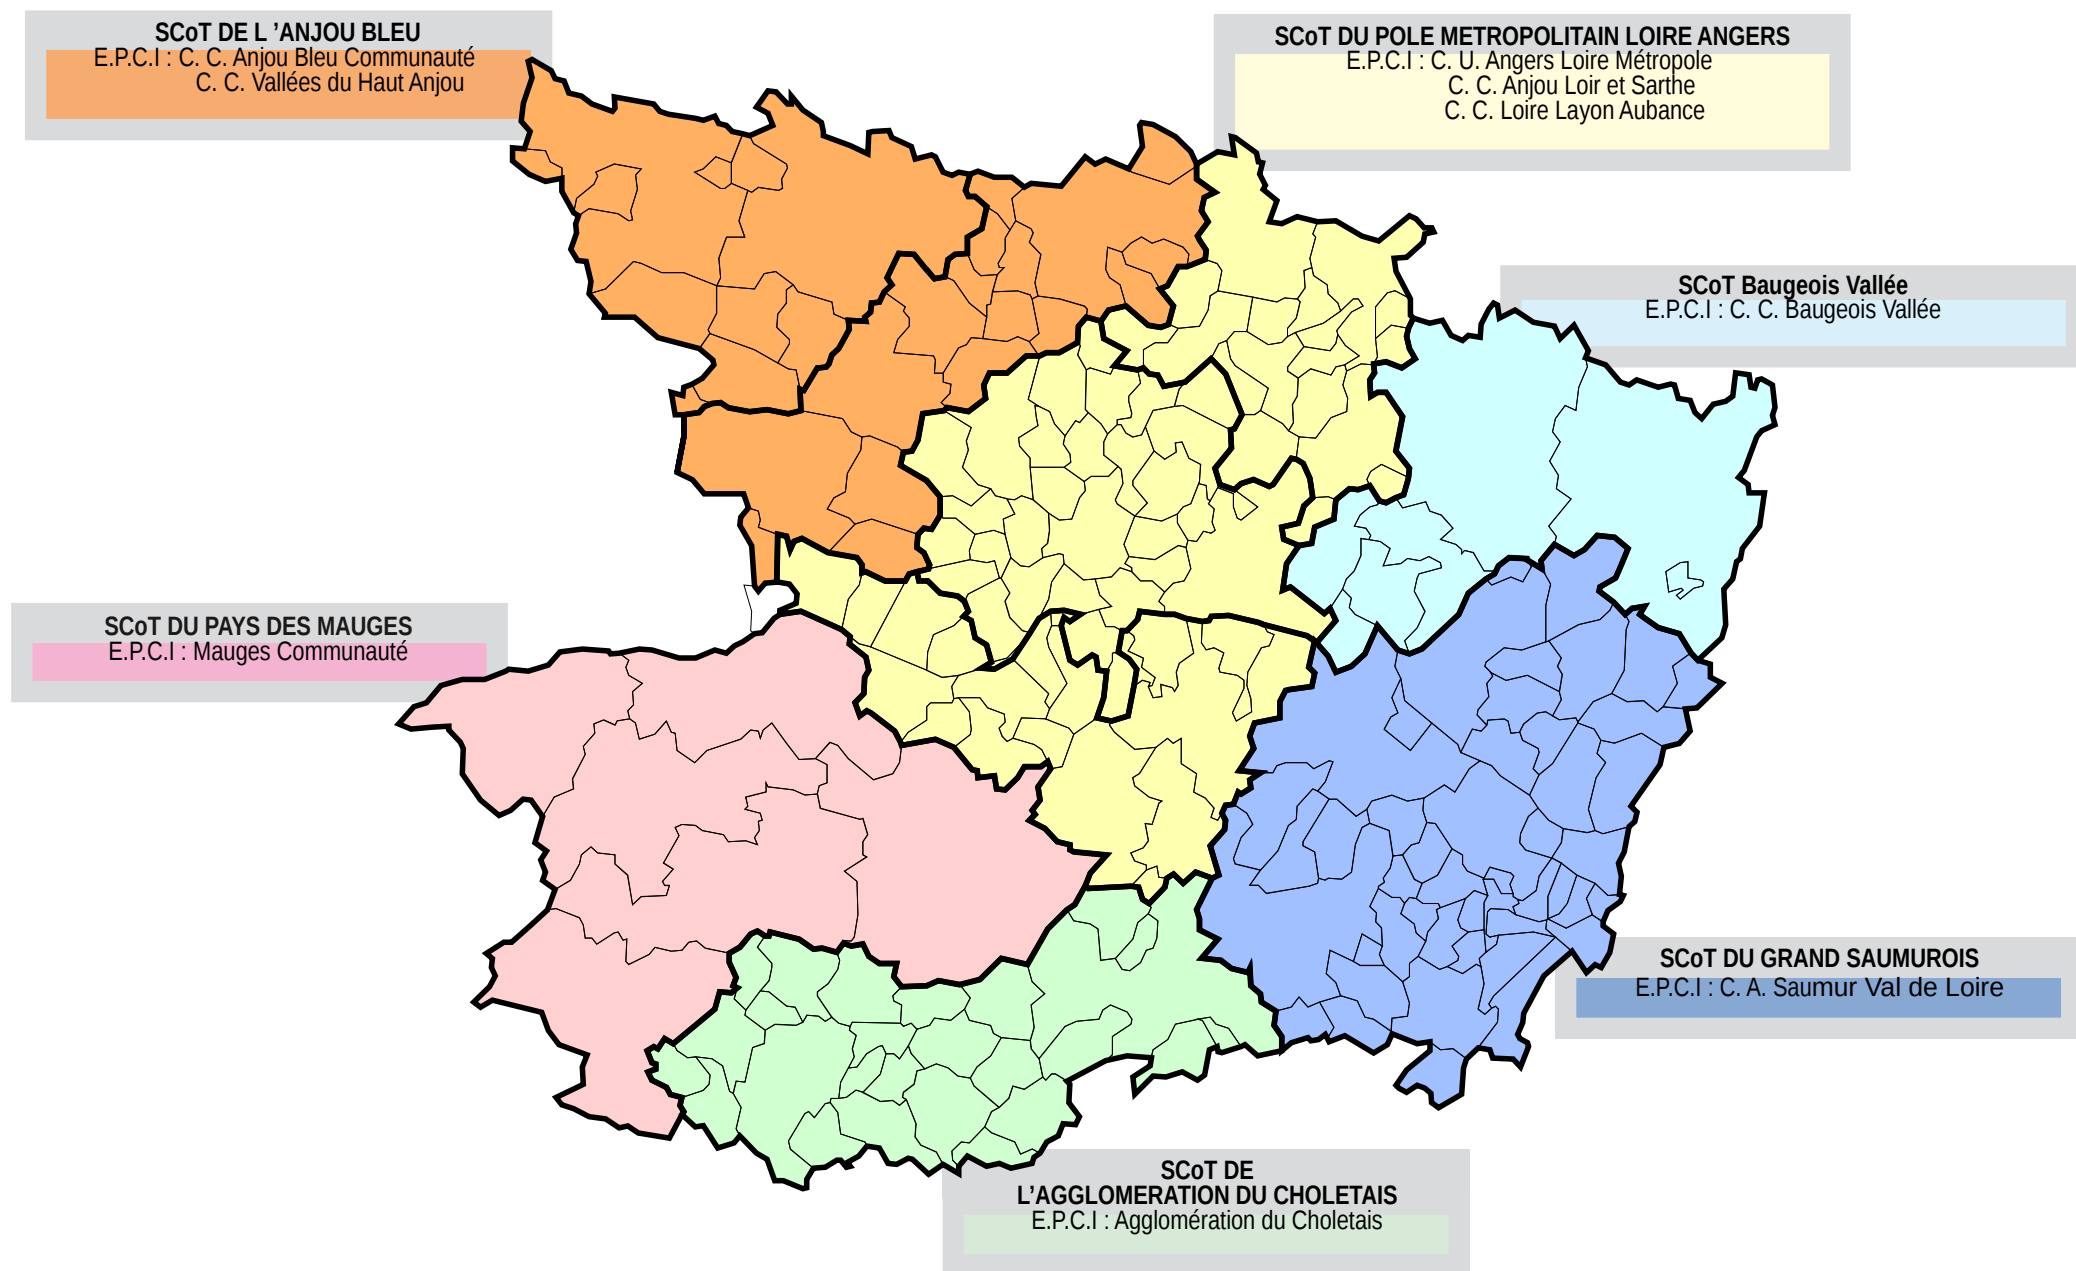 SCoT DE L ’ANJOU BLEU
E.P.C.I : C. C. Anjou Bleu Communauté
C. C. Vallées du Haut Anjou
SCoT DU POLE METROPOLITAIN LOIRE ANGERS
E.P.C.I : C. U. Angers Loire Métropole
C. C. Anjou Loir et Sarthe
C. C. Loire Layon Aubance
SCoT Baugeois Vallée
E.P.C.I : C. C. Baugeois Vallée
SCoT DU PAYS DES MAUGES
E.P.C.I : Mauges Communauté
SCoT DU GRAND SAUMUROIS
E.P.C.I : C. A. Saumur Val de Loire
SCoT DE
L’AGGLOMERATION DU CHOLETAIS
E.P.C.I : Agglomération du Choletais